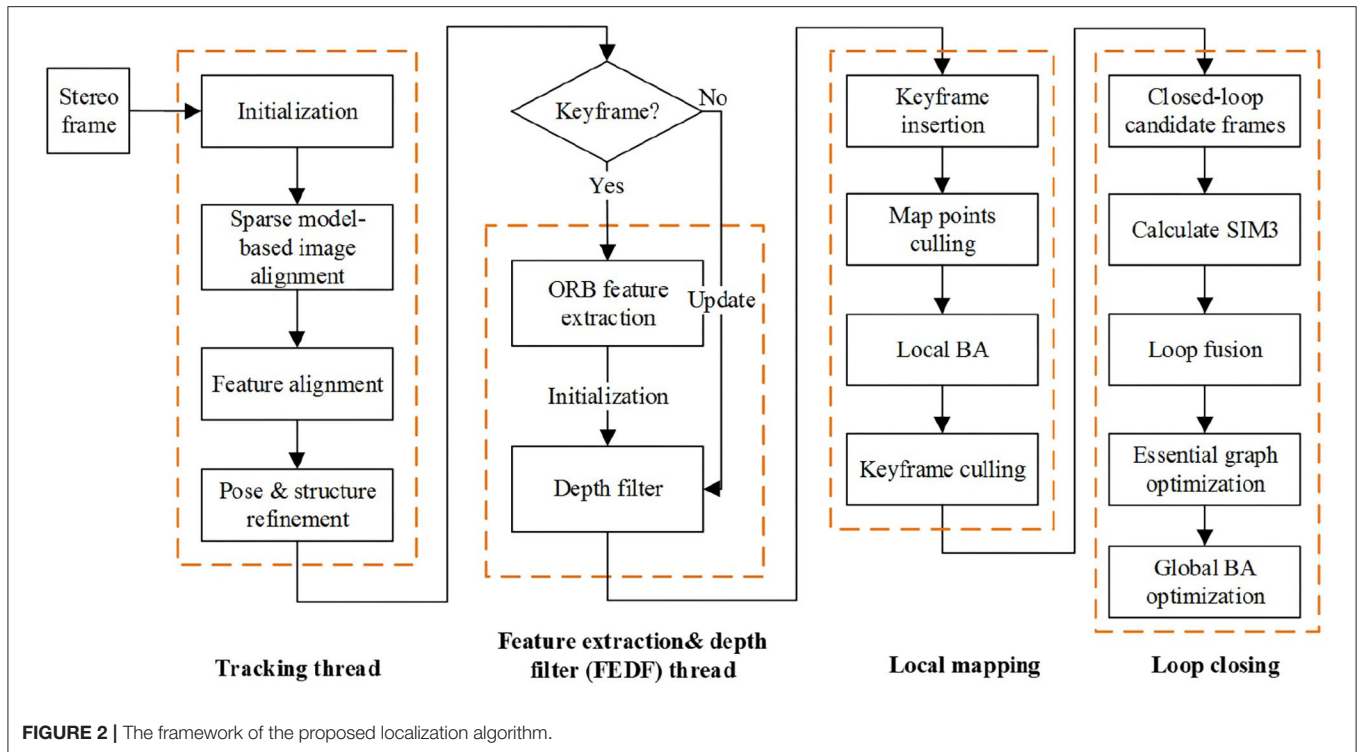 Stereo
frame
Initialization
Sparse model-
based image
alignment
Feature alignment
Pose & structure
refinement
Tracking thread
Keyframe?
No
Yes
ORB feature
extraction
Update
Initialization
Depth filter
Feature extraction& depth
filter (FEDF) thread
Keyframe
insertion
Map points
culling
Local BA
Keyframe culling
Local mapping
Closed-loop
candidate frames
Calculate SIM3
Loop fusion
Essential graph
optimization
Global BA
optimization
Loop closing
FIGURE 2 | The framework of the proposed localization algorithm.